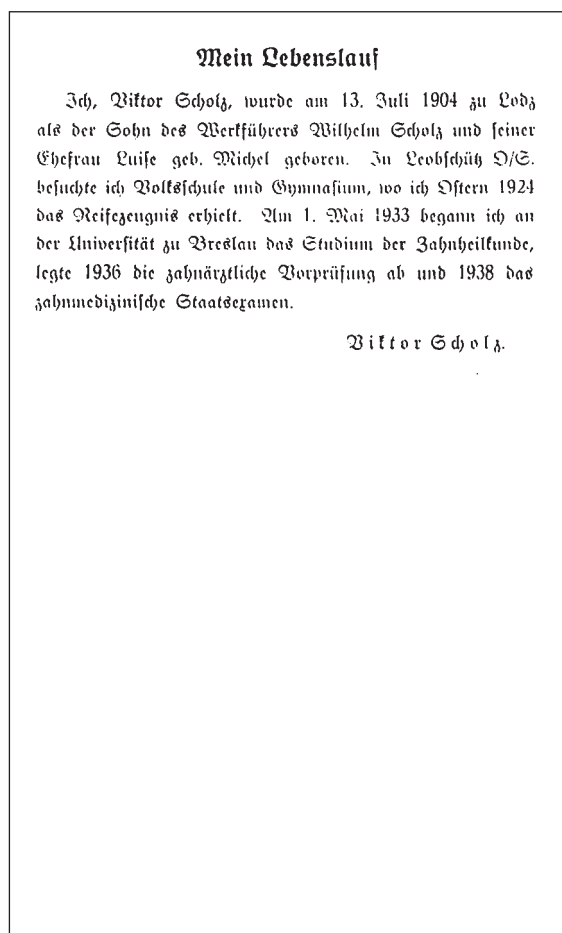 Mein Lebenslauf
Ich, Viktor Scholz, wurde am 13. Juli 1904 zu Lodz
als der Sohn des Werkführers Wilhelm Scholz und seiner
Ehefrau Luise geb. Michel geboren. In Leobschütz O/S.
besuchte ich Volksschule und Gymnasium, wo ich Ostern 1924
das Reifezeugnis erhielt. Am 1. Mai 1933 begann ich an
der Universität zu Breslau das Studium der Zahnheilkunde,
legte 1936 die zahnärztliche Vorprüfung ab und 1938 das
zahnmedizinische Staatsexamen.
Viktor Scholz.